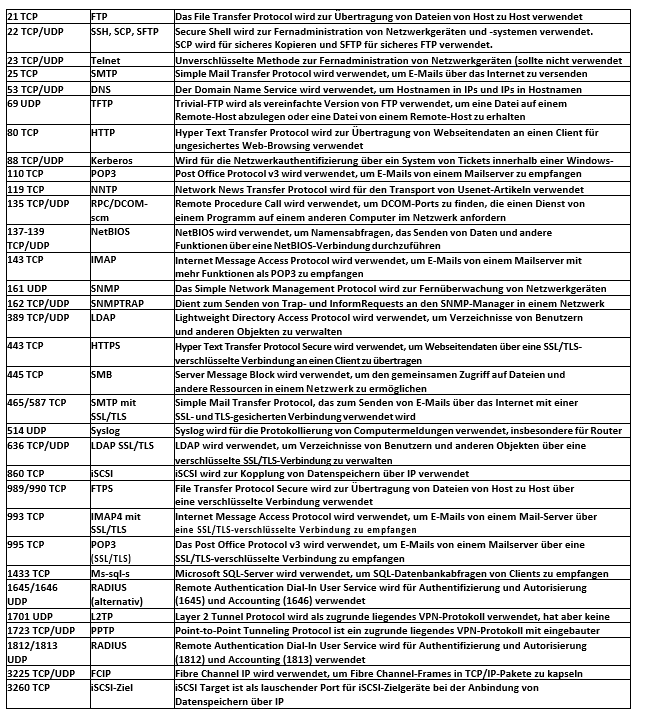 21 TCP FTP Das File Transfer Protocol wird zur Übertragung von Dateien von Host zu Host verwendet
22 TCP/UDP SSH, SCP, SFTP Secure Shell wird zur Fernadministration von Netzwerkgeräten und -systemen verwendet.
SCP wird für sicheres Kopieren und SFTP für sicheres FTP verwendet.
23 TCP/UDP Telnet Unverschlüsselte Methode zur Fernadministration von Netzwerkgeräten (sollte nicht verwendet
25 TCP SMTP Simple Mail Transfer Protocol wird verwendet, um E-Mails über das Internet zu versenden
53 TCP/UDP DNS Der Domain Name Service wird verwendet, um Hostnamen in IPs und IPs in Hostnamen
69 UDP TFTP Trivial-FTP wird als vereinfachte Version von FTP verwendet, um eine Datei auf einem
Remote-Host abzulegen oder eine Datei von einem Remote-Host zu erhalten
80 TCP HTTP Hyper Text Transfer Protocol wird zur Übertragung von Webseitendaten an einen Client für
ungesichertes Web-Browsing verwendet
88 TCP/UDP Kerberos Wird für die Netzwerkauthentifizierung über ein System von Tickets innerhalb einer Windows-
110 TCP POP3 Post Office Protocol v3 wird verwendet, um E-Mails von einem Mailserver zu empfangen
119 TCP NNTP Network News Transfer Protocol wird für den Transport von Usenet-Artikeln verwendet
135 TCP/UDP RPC/DCOM- Remote Procedure Call wird verwendet, um DCOM-Ports zu finden, die einen Dienst von
scm einem Programm auf einem anderen Computer im Netzwerk anfordern
137-139 NetBIOS NetBIOS wird verwendet, um Namensabfragen, das Senden von Daten und andere
TCP/UDP Funktionen über eine NetBIOS-Verbindung durchzuführen
143 TCP IMAP Internet Message Access Protocol wird verwendet, um E-Mails von einem Mailserver mit
mehr Funktionen als POP3 zu empfangen
161 UDP SNMP Das Simple Network Management Protocol wird zur Fernüberwachung von Netzwerkgeräten
162 TCP/UDP SNMPTRAP Dient zum Senden von Trap- und InformRequests an den SNMP-Manager in einem Netzwerk
389 TCP/UDP LDAP Lightweight Directory Access Protocol wird verwendet, um Verzeichnisse von Benutzern
und anderen Objekten zu verwalten
443 TCP HTTPS Hyper Text Transfer Protocol Secure wird verwendet, um Webseitendaten über eine SSL/TLS-
verschlüsselte Verbindung an einen Client zu übertragen
445 TCP SMB Server Message Block wird verwendet, um den gemeinsamen Zugriff auf Dateien und
andere Ressourcen in einem Netzwerk zu ermöglichen
465/587 TCP SMTP mit Simple Mail Transfer Protocol, das zum Senden von E-Mails über das Internet mit einer
SSL/TLS SSL- und TLS-gesicherten Verbindung verwendet wird
514 UDP Syslog Syslog wird für die Protokollierung von Computermeldungen verwendet, insbesondere für Router
636 TCP/UDP LDAP SSL/TLS LDAP wird verwendet, um Verzeichnisse von Benutzern und anderen Objekten über eine
verschlüsselte SSL/TLS-Verbindung zu verwalten
860 TCP iSCSI iSCSI wird zur Kopplung von Datenspeichern über IP verwendet
989/990 TCP FTPS File Transfer Protocol Secure wird zur Übertragung von Dateien von Host zu Host über
eine verschlüsselte Verbindung verwendet
993 TCP IMAP4 mit Internet Message Access Protocol wird verwendet, um E-Mails von einem Mail-Server über
SSL/TLS eine SSL/TLS-verschlüsselte Verbindung zu empfangen
995 TCP POP3 Das Post Office Protocol v3 wird verwendet, um E-Mails von einem Mailserver über eine
(SSL/TLS) SSL/TLS-verschlüsselte Verbindung zu empfangen
1433 TCP Ms-sql-s Microsoft SQL-Server wird verwendet, um SQL-Datenbankabfragen von Clients zu empfangen
1645/1646 RADIUS Remote Authentication Dial-In User Service wird für Authentifizierung und Autorisierung
UDP (alternativ) (1645) und Accounting (1646) verwendet
1701 UDP L2TP Layer 2 Tunnel Protocol wird als zugrunde liegendes VPN-Protokoll verwendet, hat aber keine
1723 TCP/UDP PPTP Point-to-Point Tunneling Protocol ist ein zugrunde liegendes VPN-Protokoll mit eingebauter
1812/1813 RADIUS Remote Authentication Dial-In User Service wird für Authentifizierung und Autorisierung
UDP (1812) und Accounting (1813) verwendet
3225 TCP/UDP FCIP Fibre Channel IP wird verwendet, um Fibre Channel-Frames in TCP/IP-Pakete zu kapseln
3260 TCP iSCSI-Ziel iSCSI Target ist als lauschender Port für iSCSI-Zielgeräte bei der Anbindung von
Datenspeichern über IP